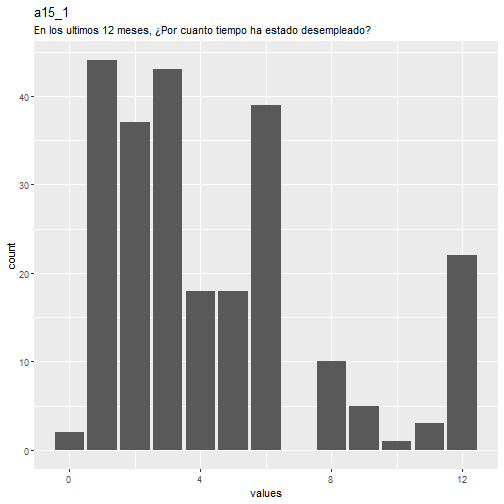 a15_1
En los ultimos 12 meses, ¿Por cuanto tiempo ha estado desempleado?
count
40
30
20
10
0
0 4 8 12
values